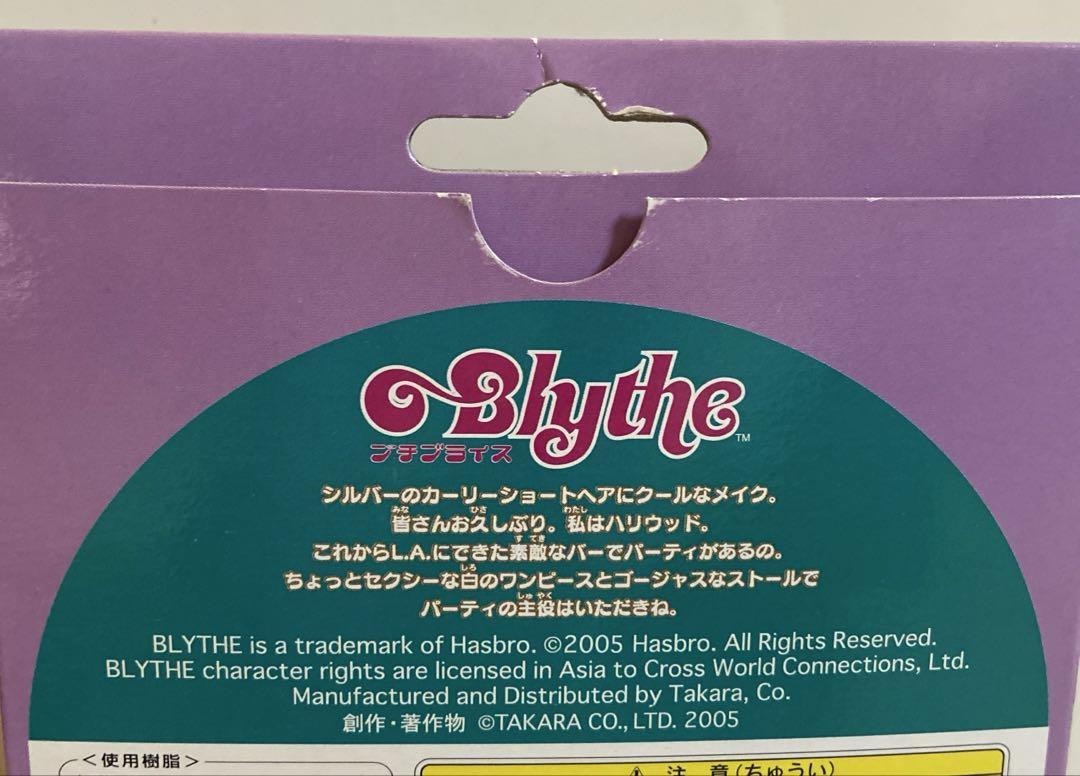 Blythe™
プチブライス
シルバーのカーリーショートヘアにクールなメイク。
皆さんお久しぶり。私はハリウッド。
これからL.A.にできた素敵なバーでパーティがあるの。
ちょっとセクシーな白のワンピースとゴージャスなストールで
パーティの主役はいただきね。
BLYTHE is a trademark of Hasbro. ©2005 Hasbro. All Rights Reserved.
BLYTHE character rights are licensed in Asia to Cross World Connections, Ltd.
Manufactured and Distributed by Takara, Co.
創作・著作物 ©TAKARA CO., LTD. 2005
＜使用樹脂＞
⚠ 注 意(ちゅうい)